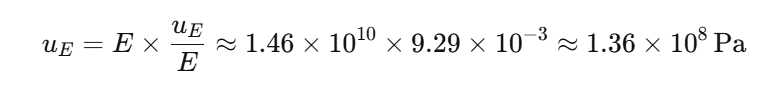 u_E = E × u_E/E ≈ 1.46 × 10^10 × 9.29 × 10^−3 ≈ 1.36 × 10^8 Pa